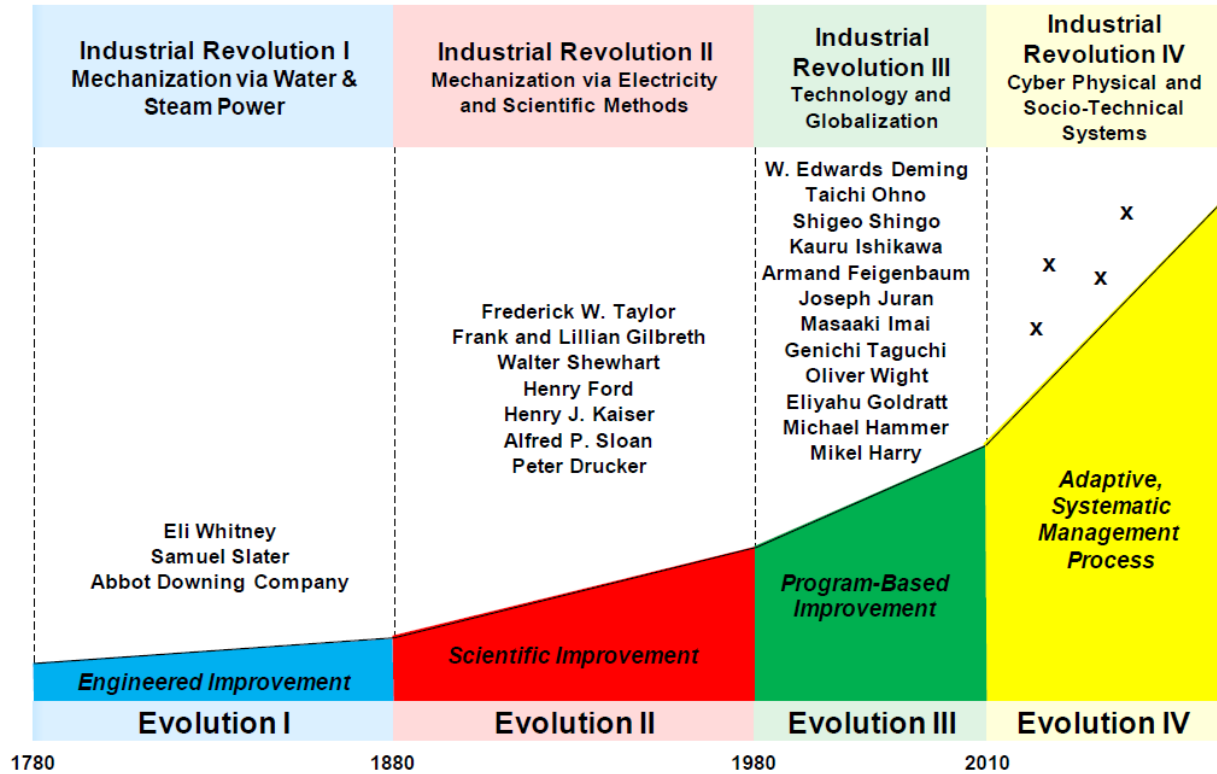 Industrial Revolution I
Mechanization via Water &
Steam Power
Industrial Revolution II
Mechanization via Electricity
and Scientific Methods
Industrial
Revolution III
Technology and
Globalization
Industrial
Revolution IV
Cyber Physical and
Socio-Technical
Systems
Eli Whitney
Samuel Slater
Abbot Downing Company
Frederick W. Taylor
Frank and Lillian Gilbreth
Walter Shewhart
Henry Ford
Henry J. Kaiser
Alfred P. Sloan
Peter Drucker
W. Edwards Deming
Taichi Ohno
Shigeo Shingo
Kauru Ishikawa
Armand Feigenbaum
Joseph Juran
Masaaki Imai
Genichi Taguchi
Oliver Wight
Eliyahu Goldratt
Michael Hammer
Mikel Harry
x
x
x
x
Engineered Improvement
Scientific Improvement
Program-Based
Improvement
Adaptive,
Systematic
Management
Process
Evolution I
Evolution II
Evolution III
Evolution IV
1780
1880
1980
2010